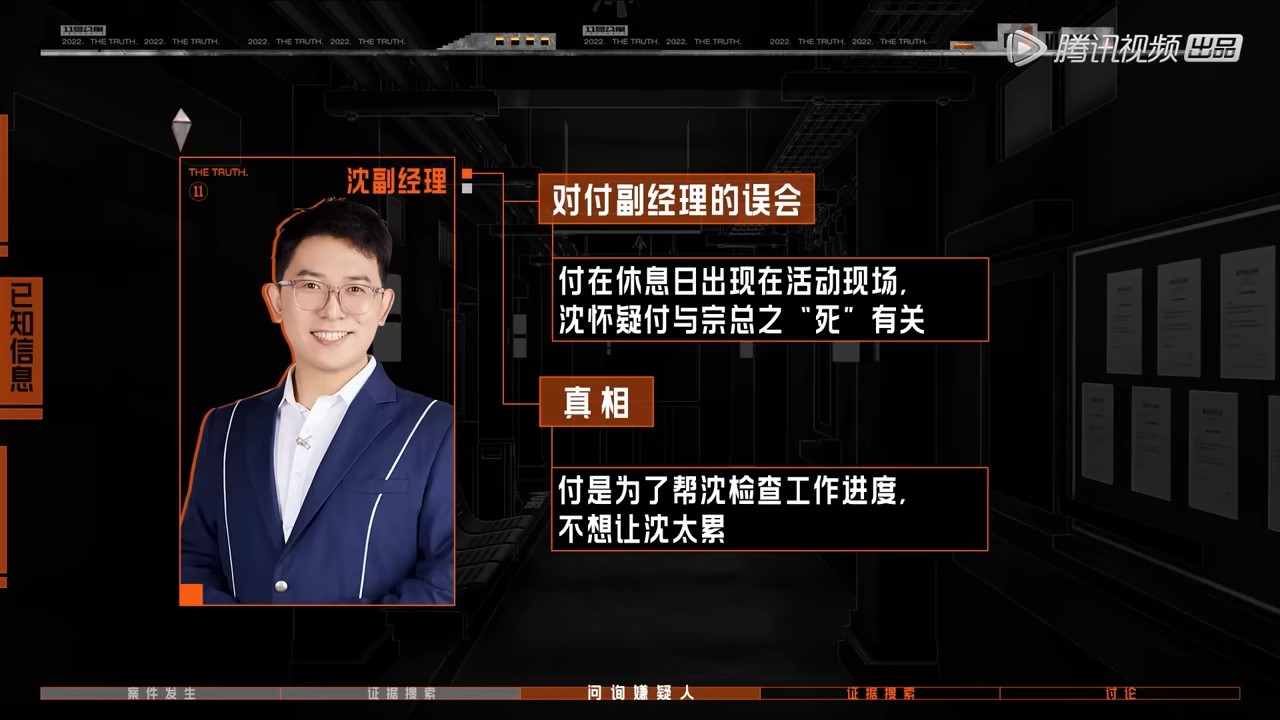 2022. THE TRUTH. 2022. THE TRUTH. 2022. THE TRUTH. 2022. THE TRUTH.
2022. THE TRUTH. 2022. THE TRUTH. 2022. THE TRUTH. 2022. THE TRUTH.
腾讯视频 出品
THE TRUTH.
11
沈副经理
对付副经理的误会
付在休息日出现在活动现场,
沈怀疑付与宗总之“死”有关
已知信息
真相
付是为了帮沈检查工作进度,
不想让沈太累
案件发生
证据搜索
问询嫌疑人
证据搜索
讨论